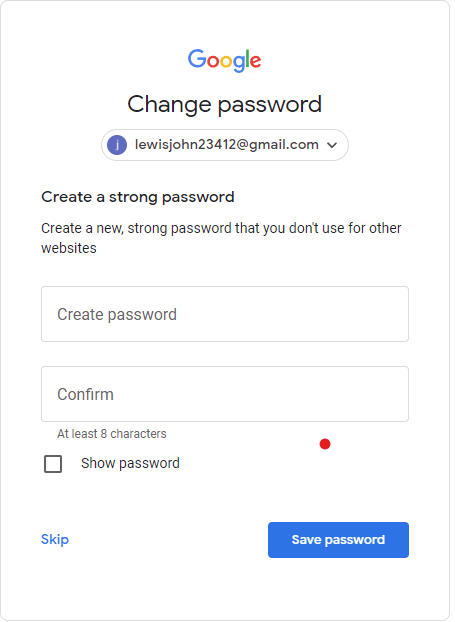 Google
Change password
j lewisjohn23412@gmail.com
Create a strong password
Create a new, strong password that you don't use for other
websites
Create password
Confirm
At least 8 characters
Show password
Skip Save password